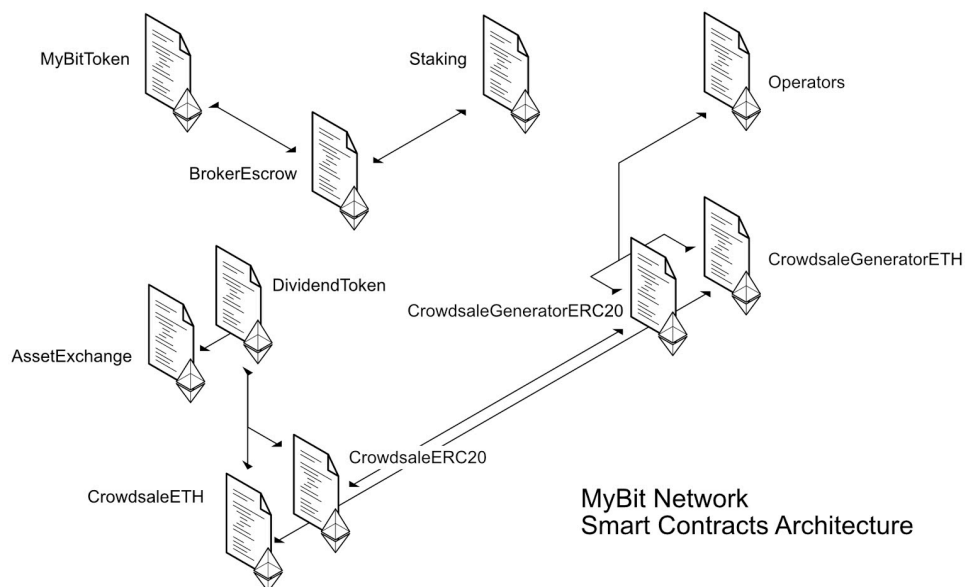 MyBitToken
Staking
Operators
BrokerEscrow
CrowdsaleGeneratorETH
DividendToken
CrowdsaleGeneratorERC20
AssetExchange
CrowdsaleERC20
CrowdsaleETH
MyBit Network
Smart Contracts Architecture